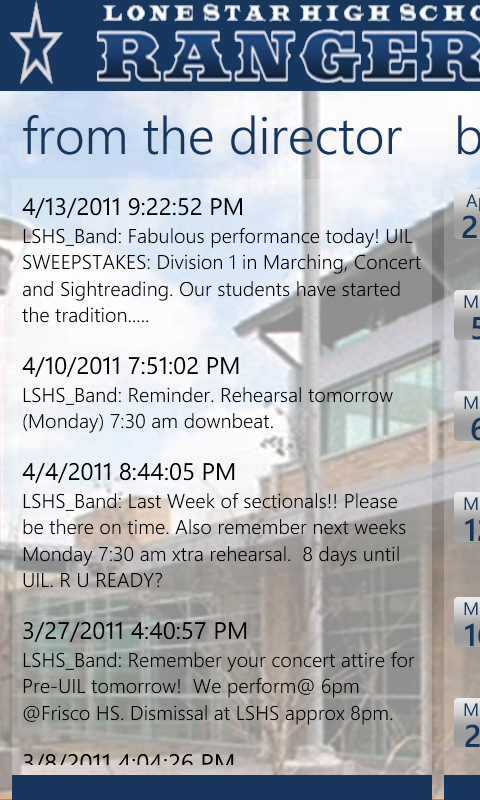 LONE STAR HIGH SCHO
RANGER
from the director
b
4/13/2011 9:22:52 PM
LSHS_Band: Fabulous performance today! UIL
SWEEPSTAKES: Division 1 in Marching, Concert
and Sightreading. Our students have started
the tradition.....
4/10/2011 7:51:02 PM
LSHS_Band: Reminder. Rehearsal tomorrow
(Monday) 7:30 am downbeat.
4/4/2011 8:44:05 PM
LSHS_Band: Last Week of sectionals!! Please
be there on time. Also remember next weeks
Monday 7:30 am xtra rehearsal.  8 days until
UIL. R U READY?
3/27/2011 4:40:57 PM
LSHS_Band: Remember your concert attire for
Pre-UIL tomorrow!  We perform@ 6pm
@Frisco HS. Dismissal at LSHS approx 8pm.
3/8/2011 4:04:26 PM
Ap
2
M
5
M
6
M
12
M
M
2